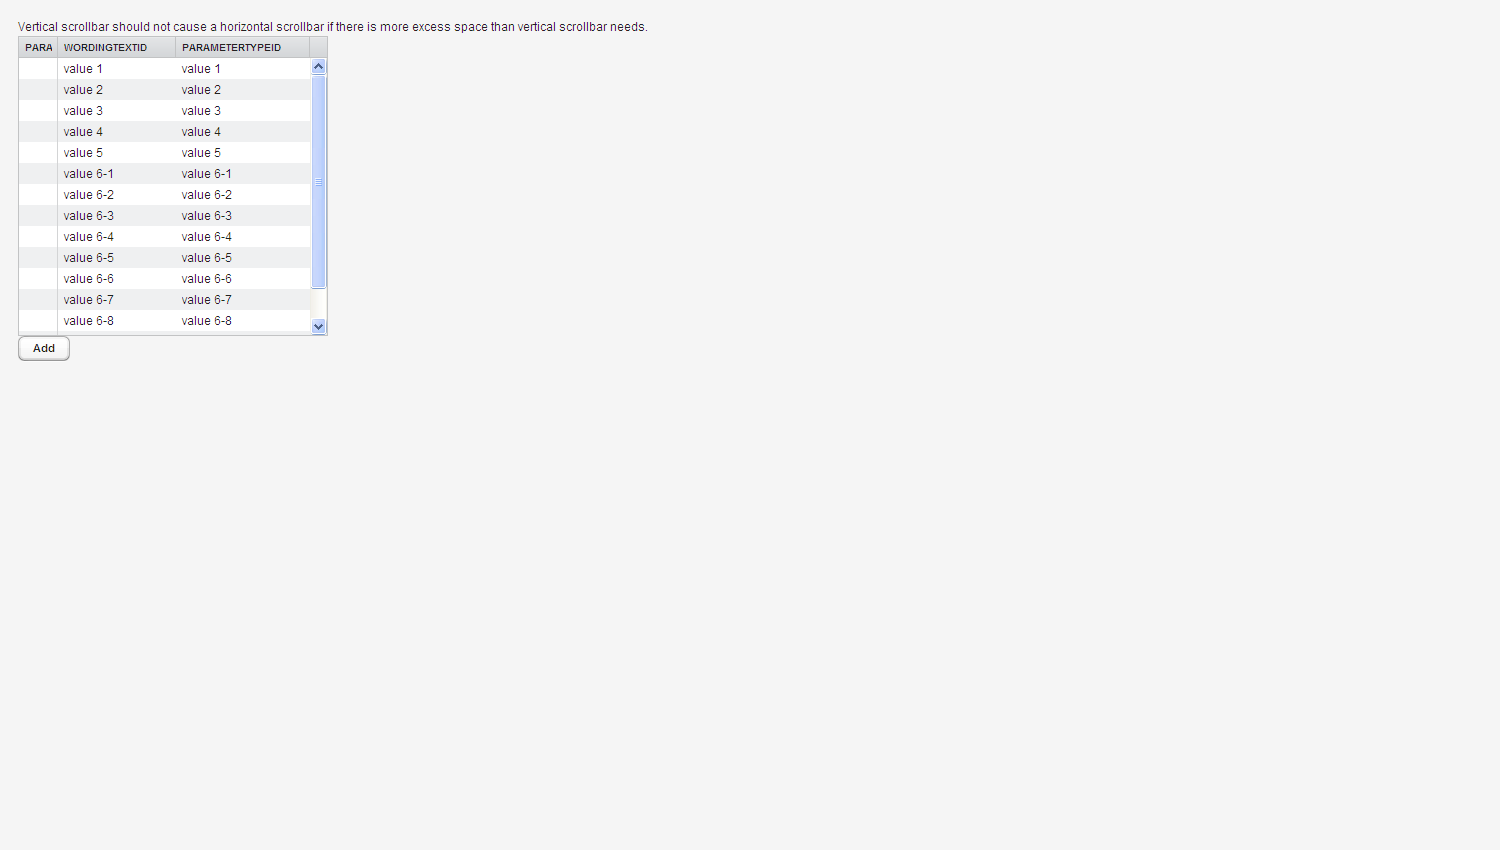 Vertical scrollbar should not cause a horizontal scrollbar if there is more excess space than vertical scrollbar needs.
PARA WORDINGTEXTID PARAMETERTYPEID
value 1 value 1
value 2 value 2
value 3 value 3
value 4 value 4
value 5 value 5
value 6-1 value 6-1
value 6-2 value 6-2
value 6-3 value 6-3
value 6-4 value 6-4
value 6-5 value 6-5
value 6-6 value 6-6
value 6-7 value 6-7
value 6-8 value 6-8
Add